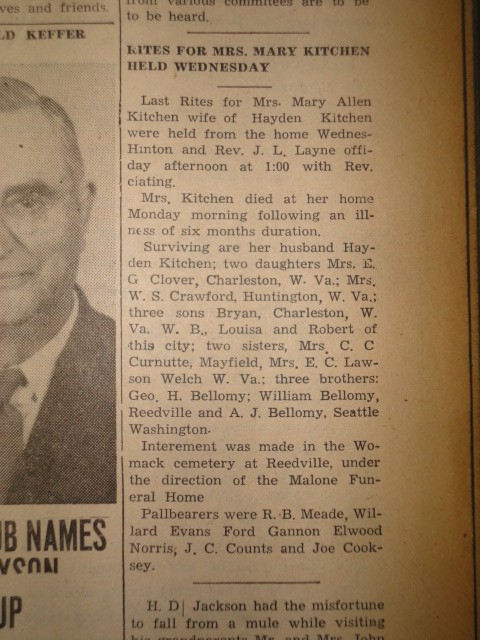 ves and friends.
LD KEFFER
UB NAMES
UP
from various commitees are to be
to be heard.
RITES FOR MRS. MARY KITCHEN
HELD WEDNESDAY
Last Rites for Mrs. Mary Allen
Kitchen wife of Hayden Kitchen
were held from the home Wednes-
Hinton and Rev. J. L. Layne offi-
day afternoon at 1:00 with Rev.
ciating.
Mrs. Kitchen died at her home
Monday morning following an ill-
ness of six months duration.
Surviving are her husband Hay-
den Kitchen; two daughters Mrs. E.
G Clover, Charleston, W. Va.; Mrs.
W. S. Crawford, Huntington, W. Va.;
three sons Bryan, Charleston, W.
Va. W. B., Louisa and Robert of
this city; two sisters, Mrs. C. C
Curnutte, Mayfield, Mrs. E. C. Law-
son Welch W. Va.; three brothers:
Geo. H. Bellomy; William Bellomy,
Reedville and A. J. Bellomy, Seattle
Washington.
Interement was made in the Wo-
mack cemetery at Reedville, under
the direction of the Malone Fun-
eral Home
Pallbearers were R. B. Meade, Wil-
lard Evans Ford Gannon Elwood
Norris, J. C. Counts and Joe Cook-
sey.
H. D| Jackson had the misfortune
to fall from a mule while visiting
his grandparents Mr. and Mrs. John